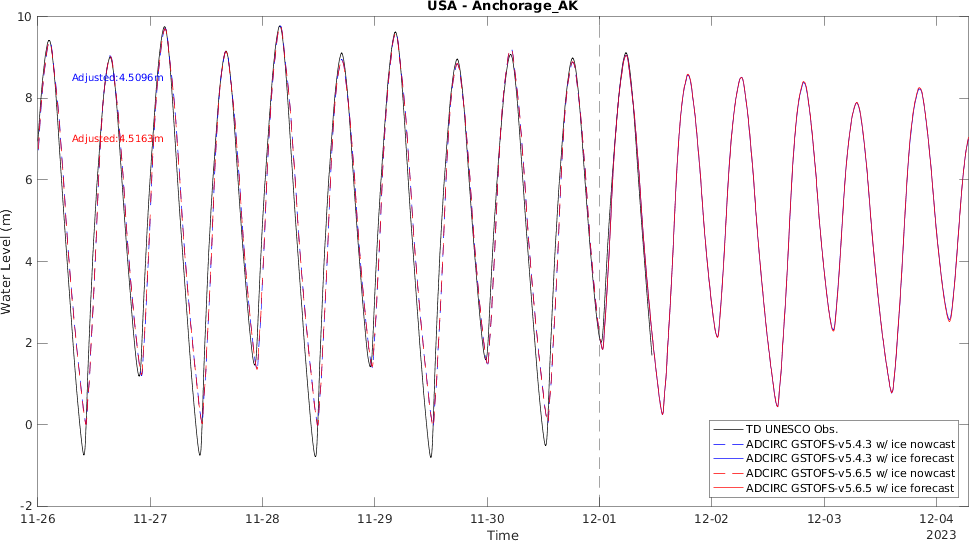 USA - Anchorage_AK
10
8
6
4
2
0
-2
Water Level (m)
Adjusted:4.5096m
Adjusted:4.5163m
TD UNESCO Obs.
ADCIRC GSTOFS-v5.4.3 w/ ice nowcast
ADCIRC GSTOFS-v5.4.3 w/ ice forecast
ADCIRC GSTOFS-v5.6.5 w/ ice nowcast
ADCIRC GSTOFS-v5.6.5 w/ ice forecast
11-26 11-27 11-28 11-29 11-30 12-01 12-02 12-03 12-04
Time
2023